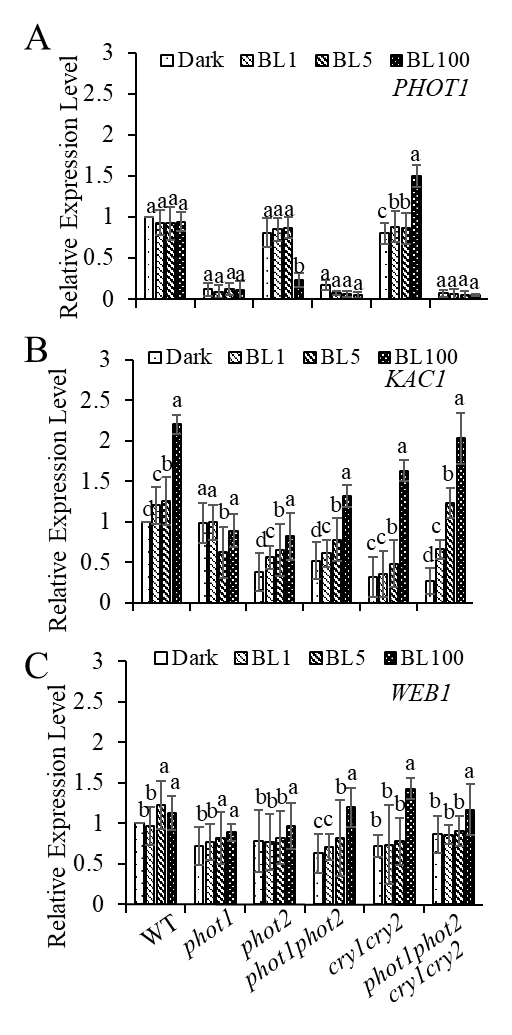 A
Relative Expression Level
3
2.5
2
1.5
1
0.5
0
Dark BL1 BL5 BL100
PHOT1
a a a a
a a a a
a a a b
a a a a
c b b a
a a a a
B
Relative Expression Level
3
2.5
2
1.5
1
0.5
0
Dark BL1 BL5 BL100
KAC1
d c b a
a a b a
d c b a
d c b a
c c b a
d c b a
C
Relative Expression Level
3
2.5
2
1.5
1
0.5
0
Dark BL1 BL5 BL100
WEB1
b b a a
b b a a
b b b a
c c b a
b b b a
b b b a
WT
phot1
phot2
phot1phot2
cry1cry2
phot1phot2
cry1cry2